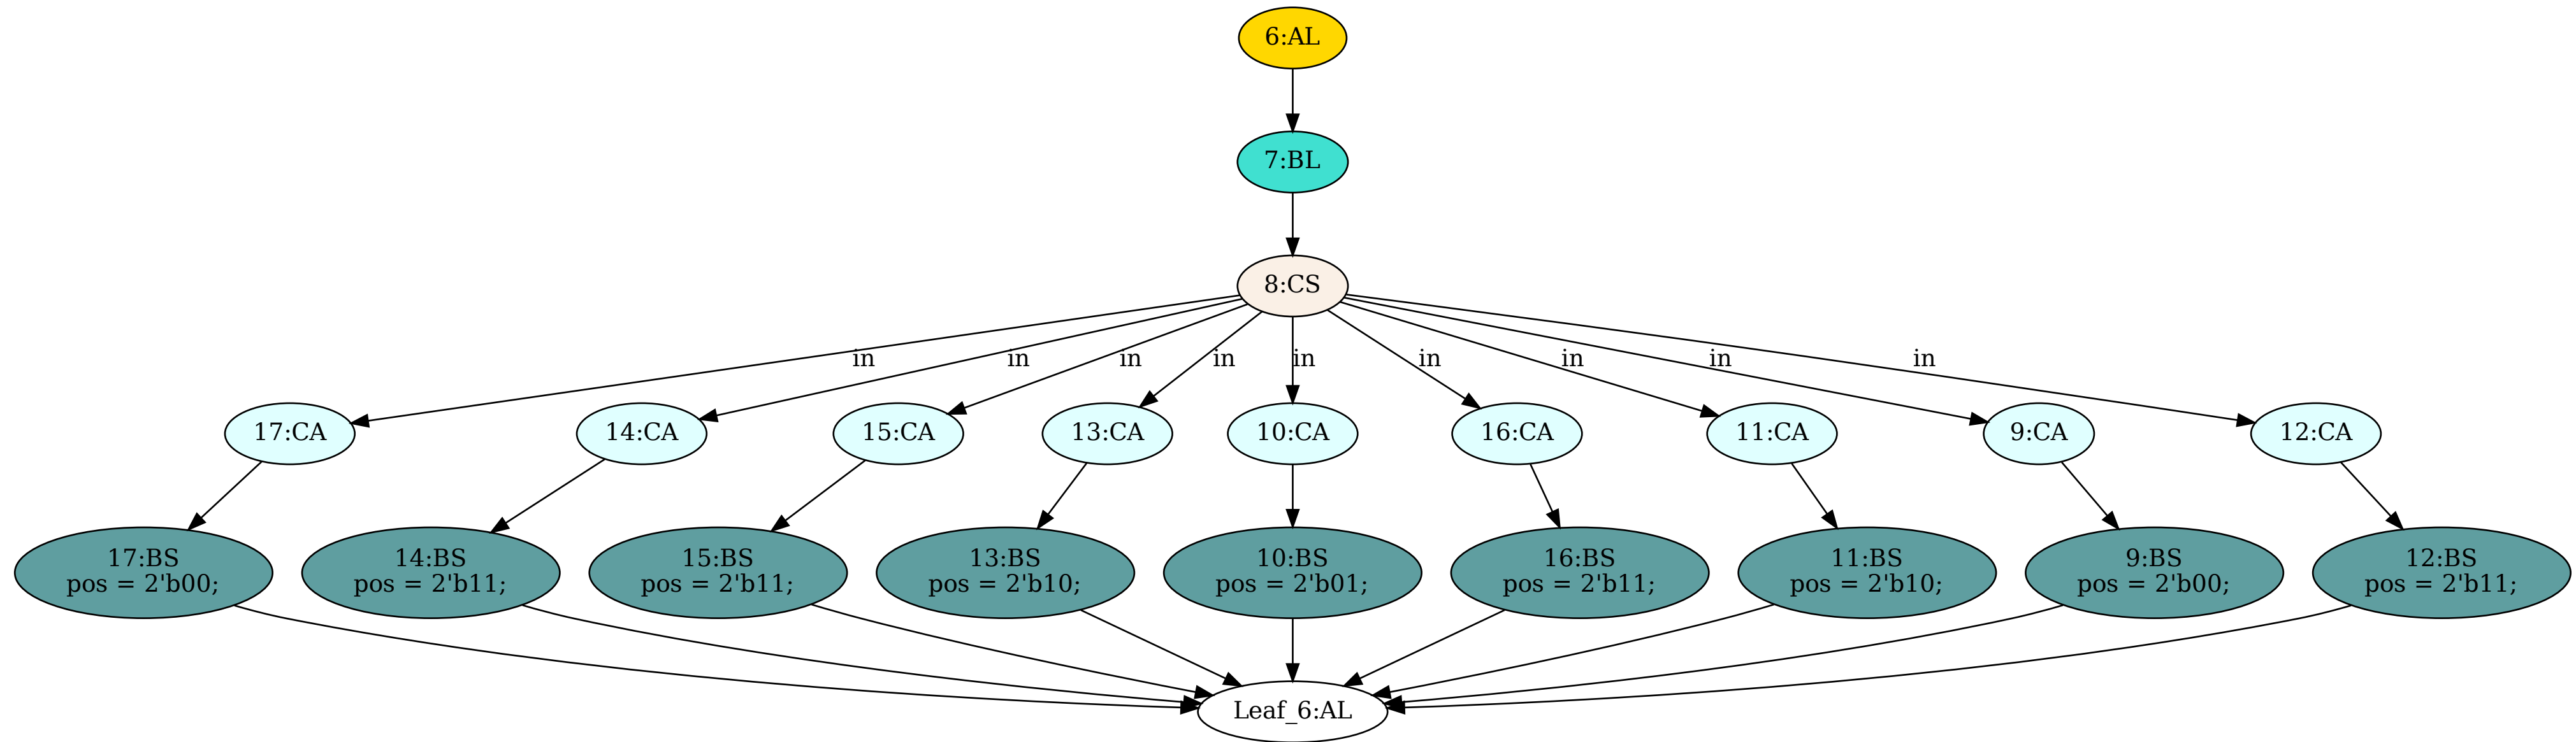 6:AL
7:BL
8:CS
in in in in in in in in in
17:CA 14:CA 15:CA 13:CA 10:CA 16:CA 11:CA 9:CA 12:CA
17:BS 14:BS 15:BS 13:BS 10:BS 16:BS 11:BS 9:BS 12:BS
pos = 2'b00; pos = 2'b11; pos = 2'b11; pos = 2'b10; pos = 2'b01; pos = 2'b11; pos = 2'b10; pos = 2'b00; pos = 2'b11;
Leaf_6:AL